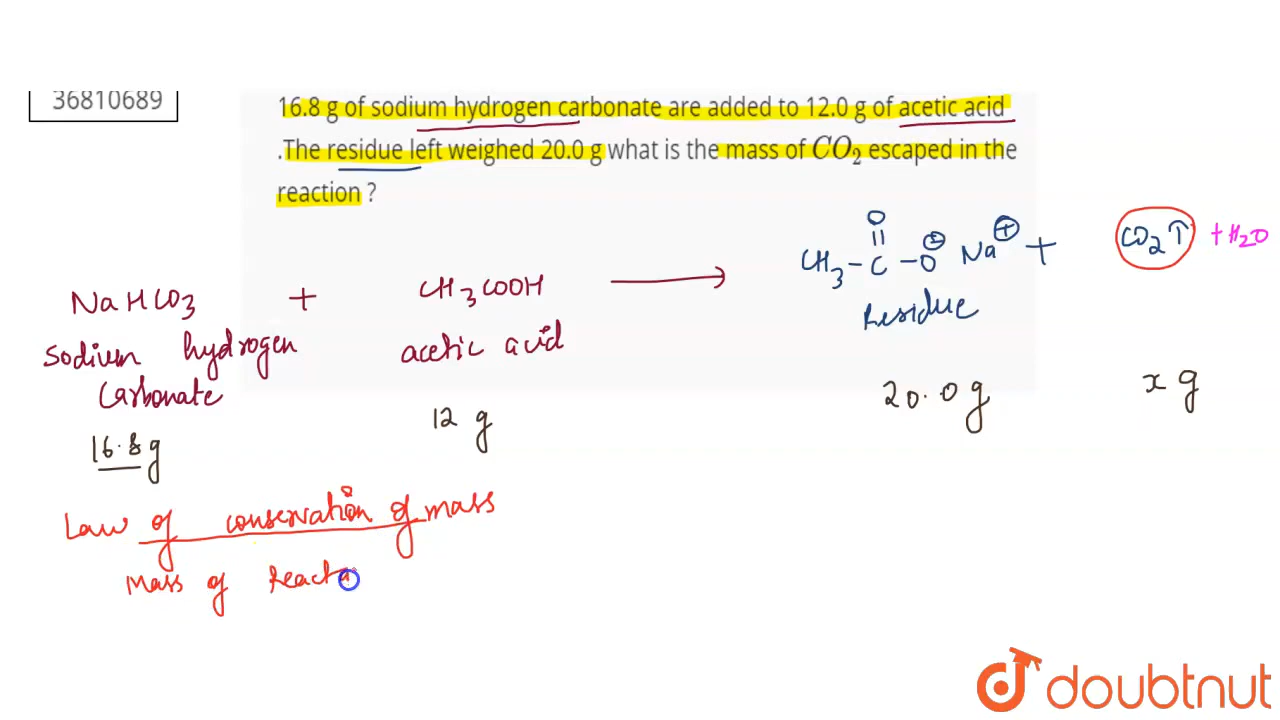 36810689
16.8 g of sodium hydrogen carbonate are added to 12.0 g of acetic acid
.The residue left weighed 20.0 g what is the mass of CO₂ escaped in the
reaction ?
O
||
CH₃ – C – O⊖ Na⊕ + CO₂↑ + H₂O
NaHCO₃ + CH₃COOH ⟶
Residue
Sodium hydrogen acetic acid
Carbonate
20.0 g x g
12 g
16.8 g
Law of conservation of mass
Mass of Reacta
doubtnut